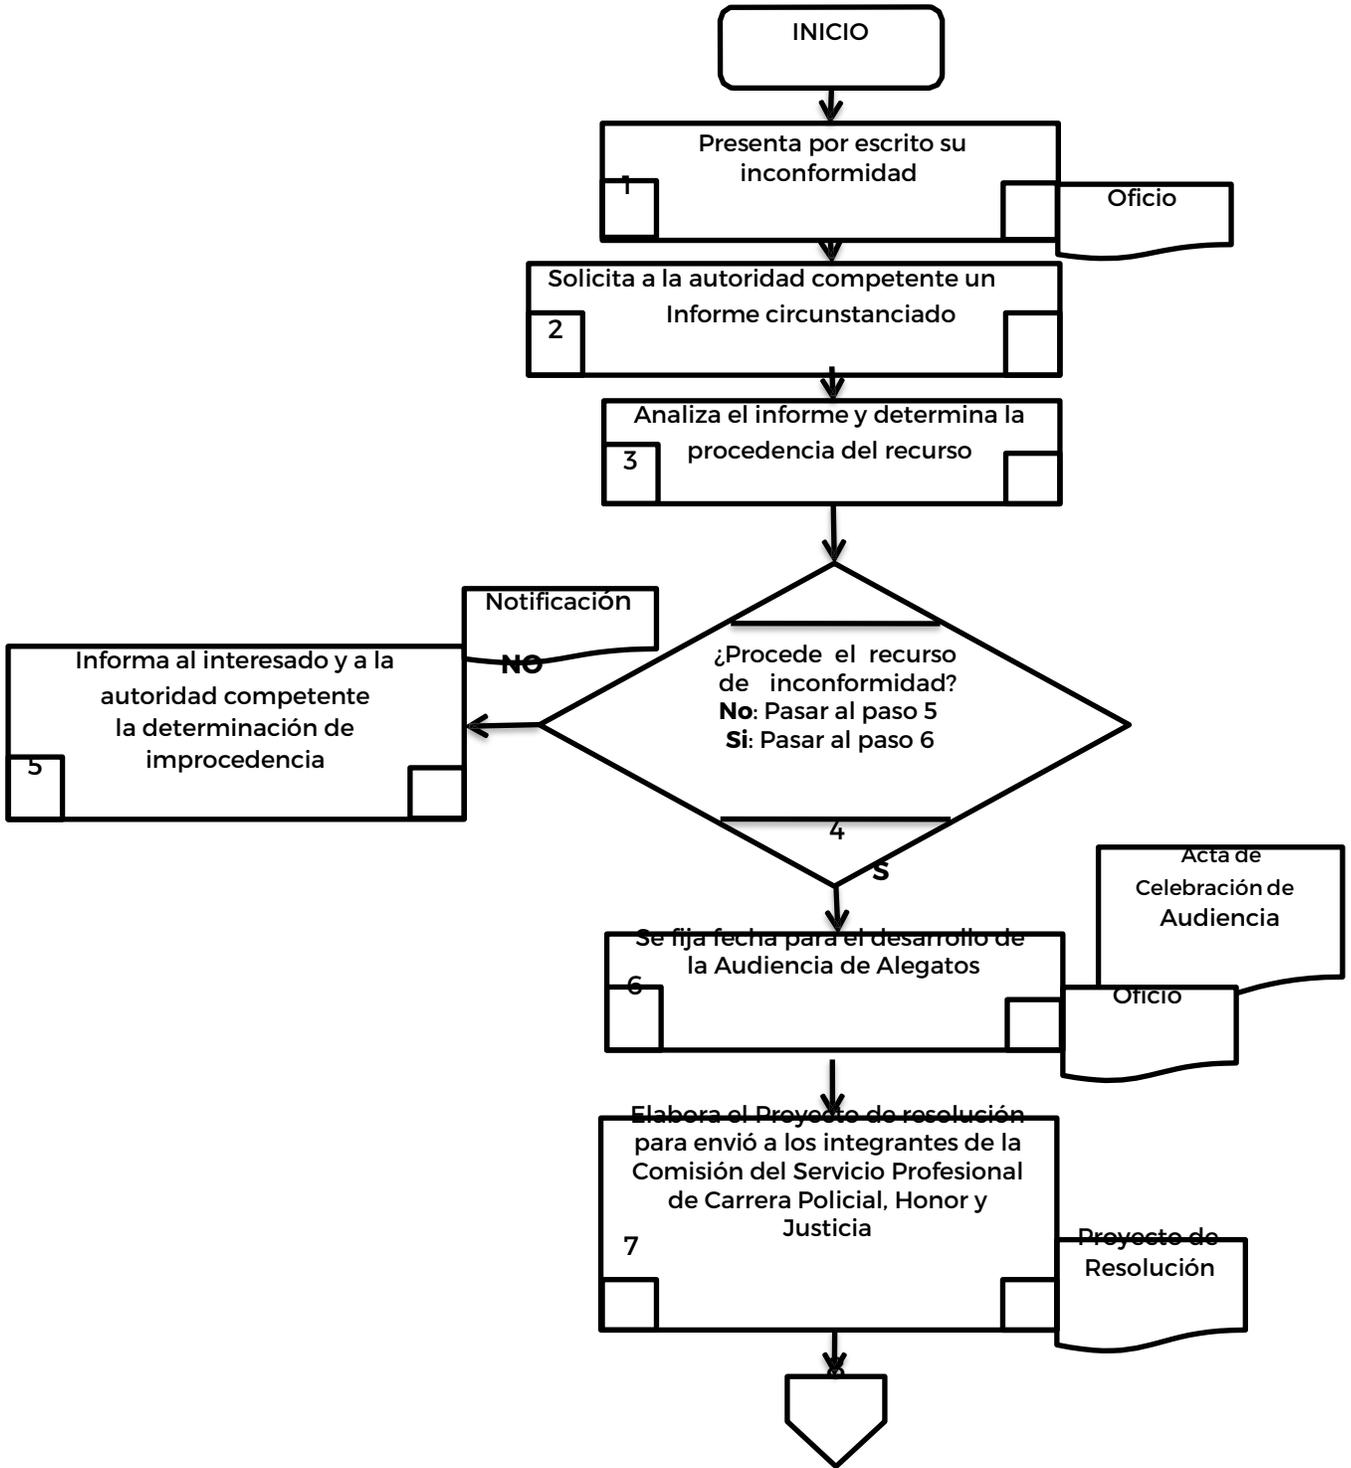 INICIO
Presenta por escrito su
inconformidad
1
Oficio
Solicita a la autoridad competente un
Informe circunstanciado
2
Analiza el informe y determina la
procedencia del recurso
3
Notificación
NO
¿Procede el recurso
de inconformidad?
No: Pasar al paso 5
Si: Pasar al paso 6
4
Informa al interesado y a la
autoridad competente
la determinación de
improcedencia
5
S
Acta de
Celebración de
Audiencia
Se fija fecha para el desarrollo de
la Audiencia de Alegatos
6
Oficio
Elabora el Proyecto de resolución
para envió a los integrantes de la
Comisión del Servicio Profesional
de Carrera Policial, Honor y
Justicia
7
Proyecto de
Resolución